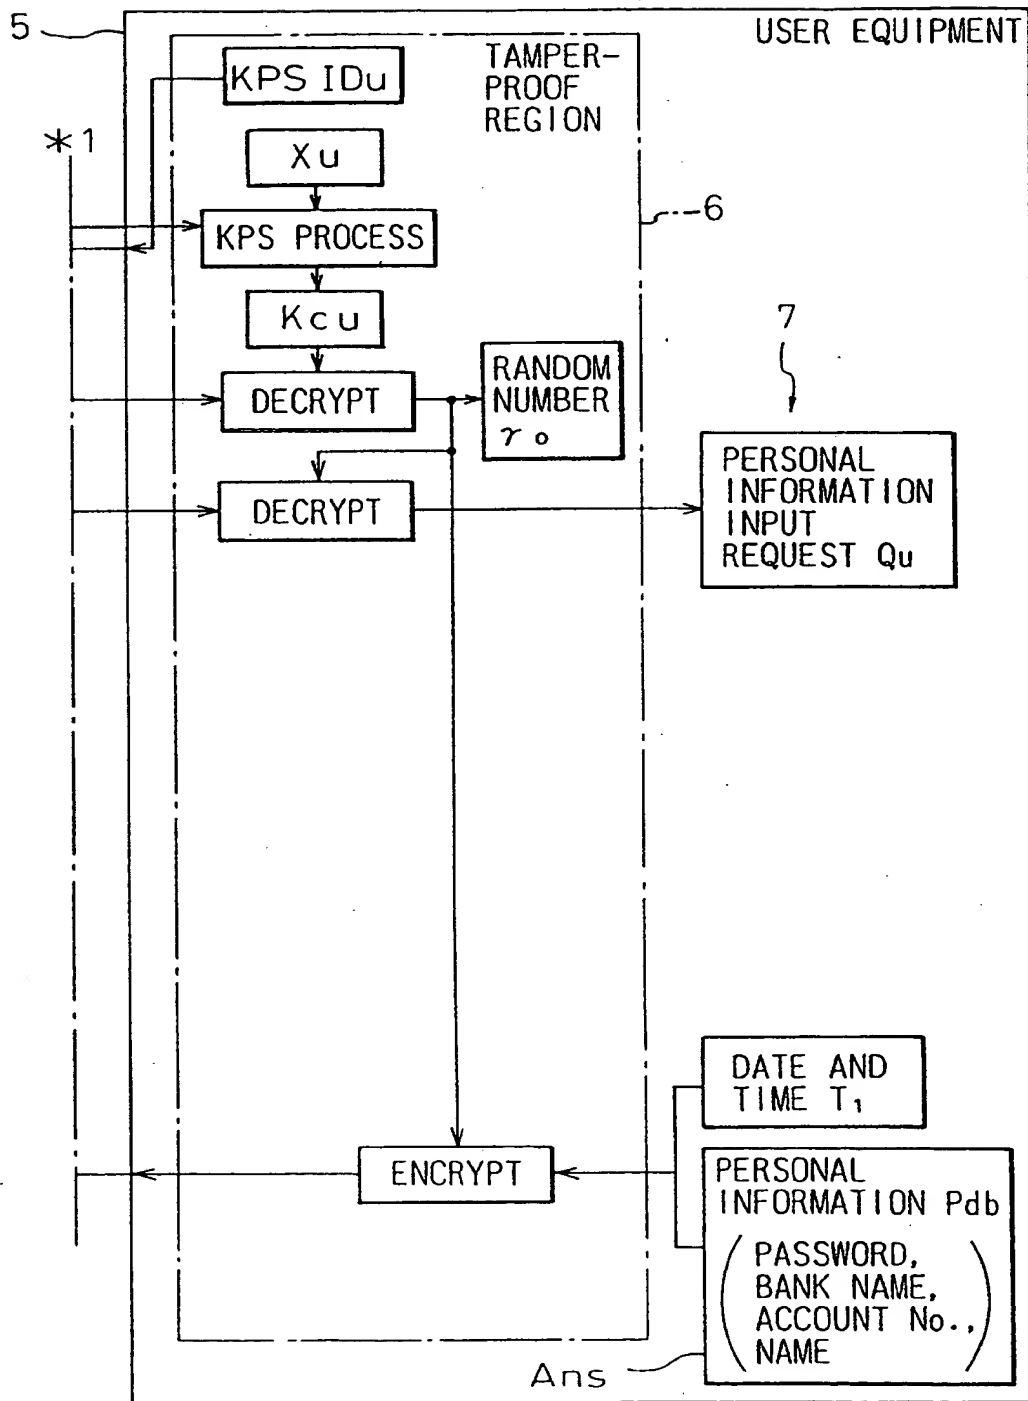 5
USER EQUIPMENT
TAMPER-
PROOF
REGION
KPS IDu
*1
Xu
6
KPS PROCESS
Kcu
7
DECRYPT
RANDOM
NUMBER
γo
DECRYPT
PERSONAL
INFORMATION
INPUT
REQUEST Qu
DATE AND
TIME T₁
ENCRYPT
PERSONAL
INFORMATION Pdb
(PASSWORD,
BANK NAME,
ACCOUNT No.,
NAME)
Ans